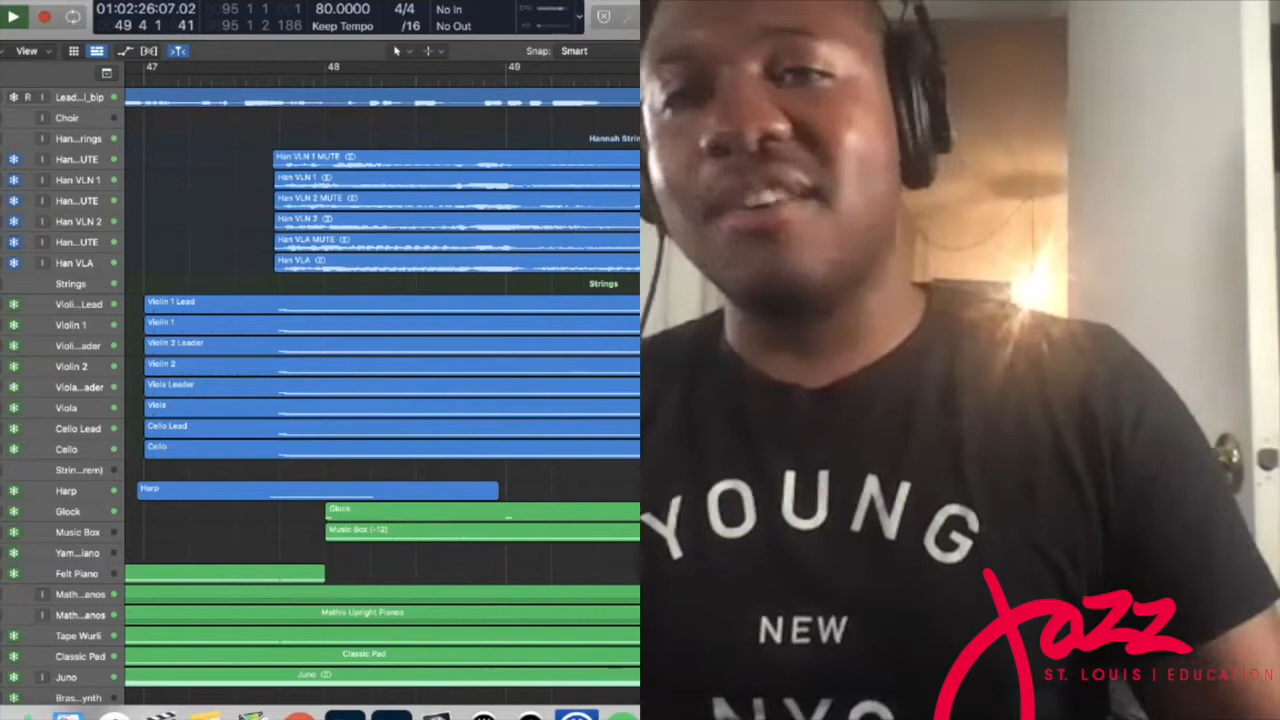 01:02:26:07.02
49 4 1 41
95 1 1 1
95 1 2 186
80.0000
Keep Tempo
4/4
/16
No In
No Out
View
Snap: Smart
47
48
49
R I Lead...l_bip
I Choir
I Han...rings
Hannah Strin
I Han...UTE
Han VLN 1 MUTE
I Han VLN 1
Han VLN 1
I Han...UTE
Han VLN 2 MUTE
I Han VLN 2
Han VLN 2
I Han...UTE
Han VLA MUTE
I Han VLA
Han VLA
Strings
Strings
Violi...Lead
Violin 1 Lead
Violin 1
Violin 1
Violi...ader
Violin 2 Leader
Violin 2
Violin 2
Viola...ader
Viola Leader
Viola
Viola
Cello Lead
Cello Lead
Cello
Cello
Strin...rem)
Harp
Harp
Glock
Glock
Music Box
Music Box (-12)
Yam...iano
Felt Piano
I Math...anos
I Math...anos
Mathis Upright Pianos
Tape Wurli
Classic Pad
Classic Pad
I Juno
Juno
Bras...ynth
YOUNG
NEW
NYC
Jazz
ST. LOUIS | EDUCATION